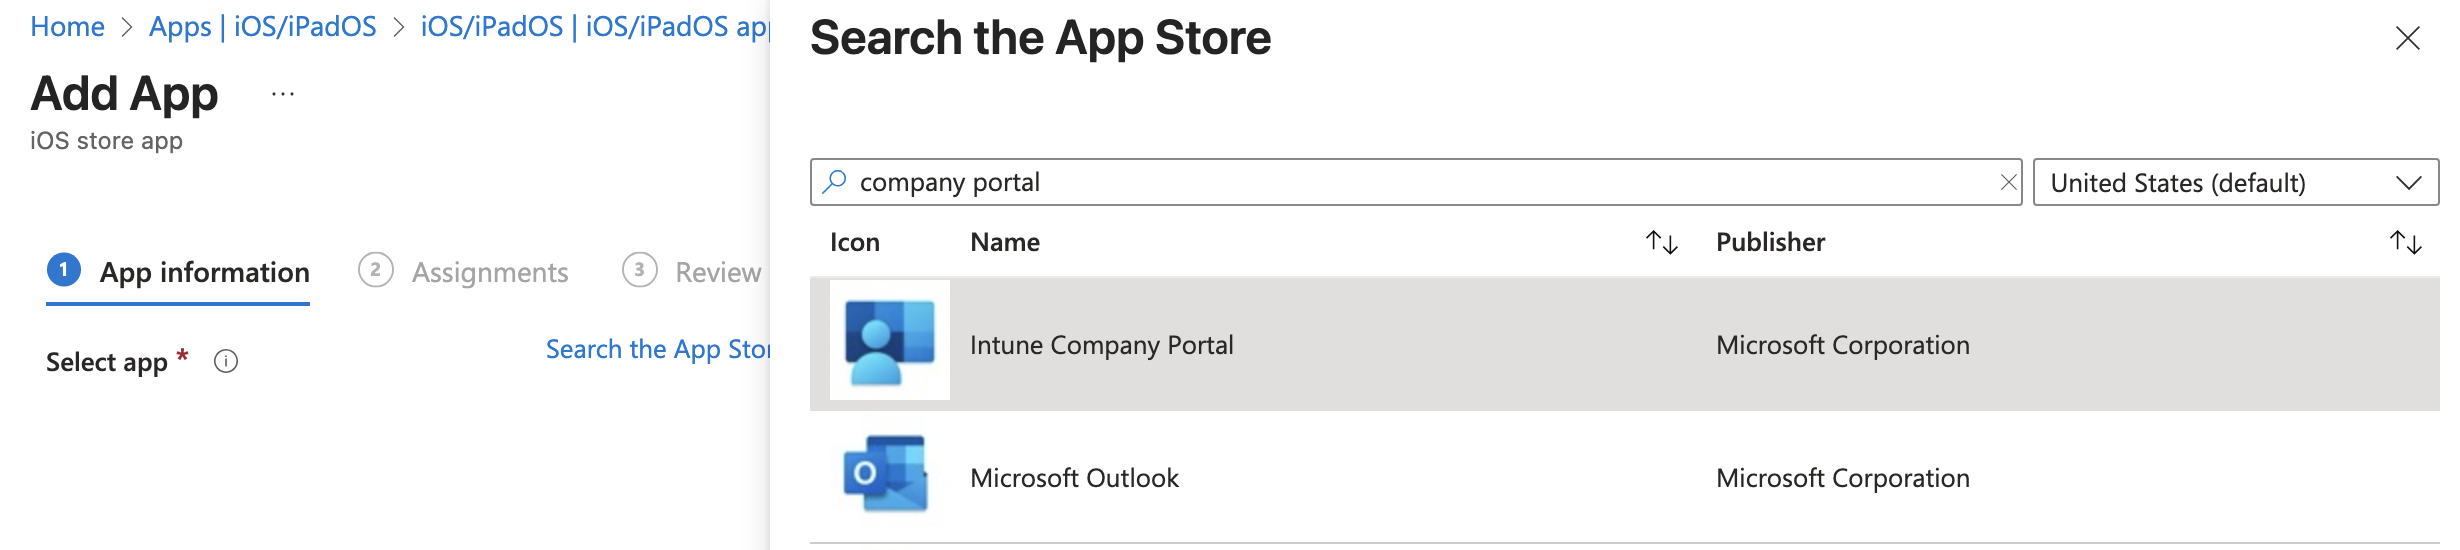 Home > Apps | iOS/iPadOS > iOS/iPadOS | iOS/iPadOS
Add App ...
iOS store app
1 App information 2 Assignments 3 Review
Select app *
Search the App
Search the App Store
company portal
United States (default)
Icon Name Publisher
Intune Company Portal Microsoft Corporation
Microsoft Outlook Microsoft Corporation